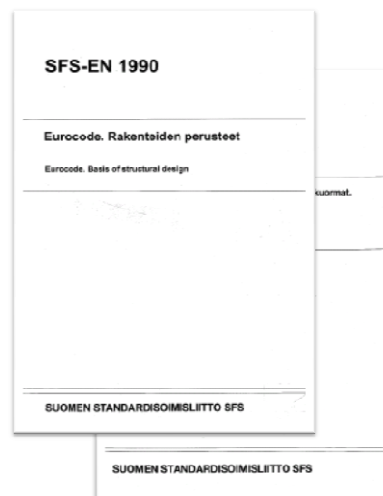 SFS-EN 1990
Eurocode. Rakenteiden perusteet
Eurocode. Basis of structural design
kuormat.
SUOMEN STANDARDISOIMISLIITTO SFS
SUOMEN STANDARDISOIMISLIITTO SFS